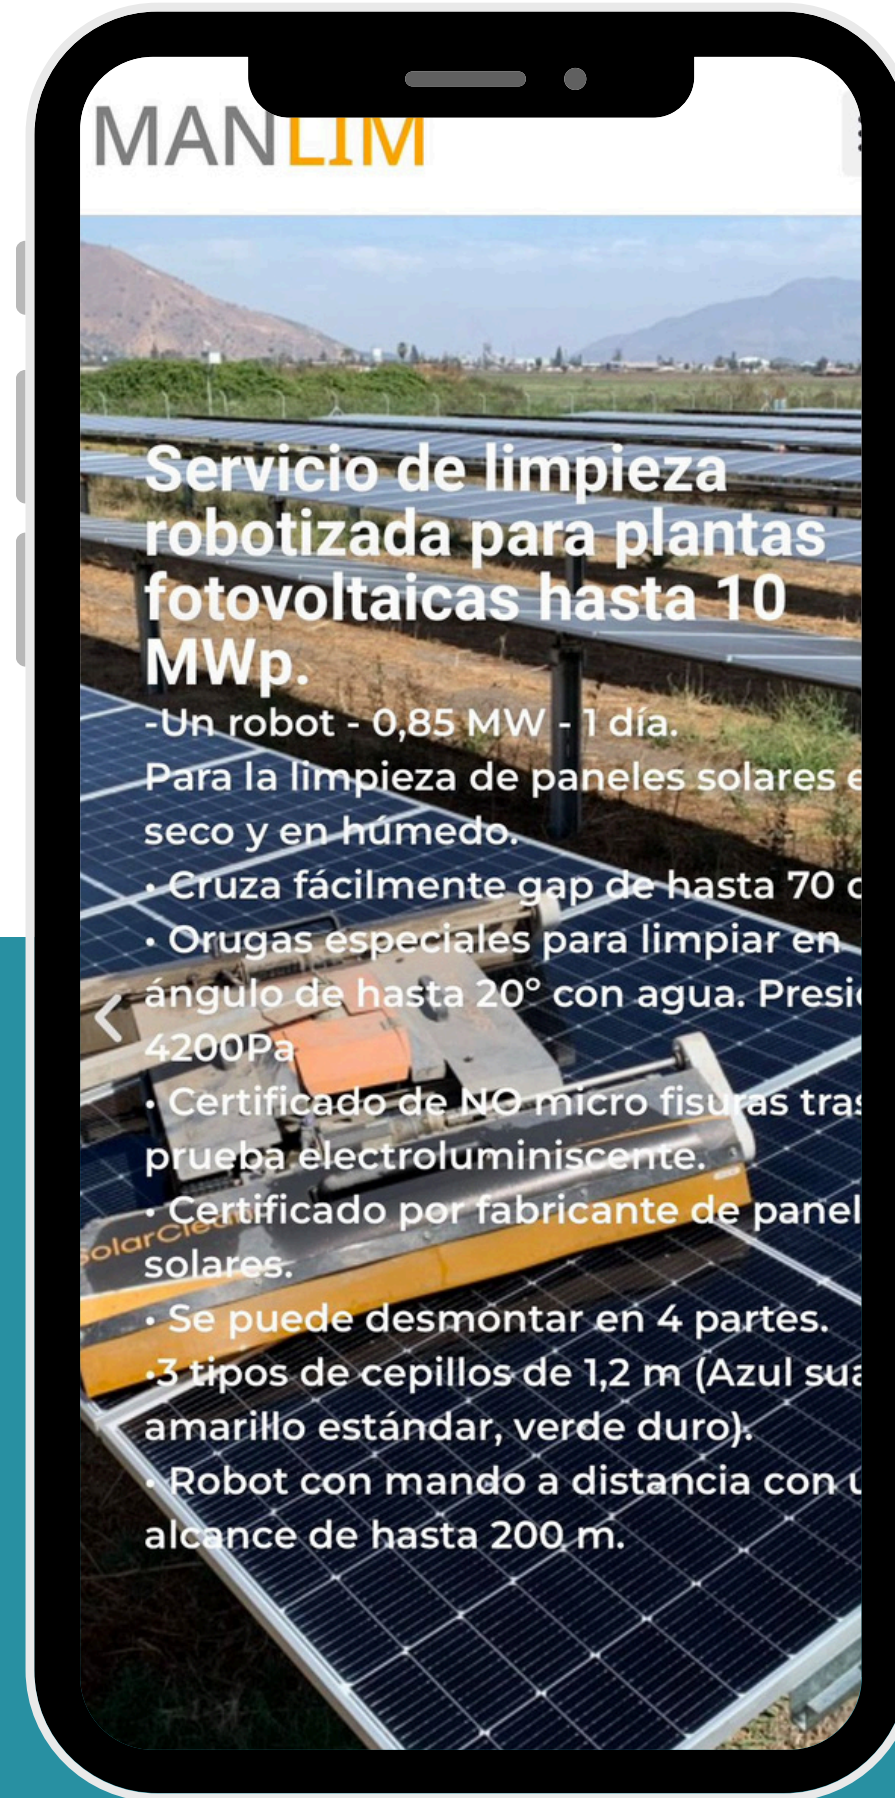 MANLIM
Servicio de limpieza
robotizada para plantas
fotovoltaicas hasta 10
MWp.
-Un robot - 0,85 MW - 1 día.
Para la limpieza de paneles solares
seco y en húmedo.
• Cruza fácilmente gap de hasta 70
• Orugas especiales para limpiar en
ángulo de hasta 20º con agua.
4200Pa
• Certificado de NO micro fisuras tras
prueba electroluminiscente.
• Certificado por fabricante de
solares.
• Se puede desmontar en 4 partes.
•3 tipos de cepillos de 1,2 m (Azul
amarillo estándar, verde duro).
• Robot con mando a distancia con
alcance de hasta 200 m.